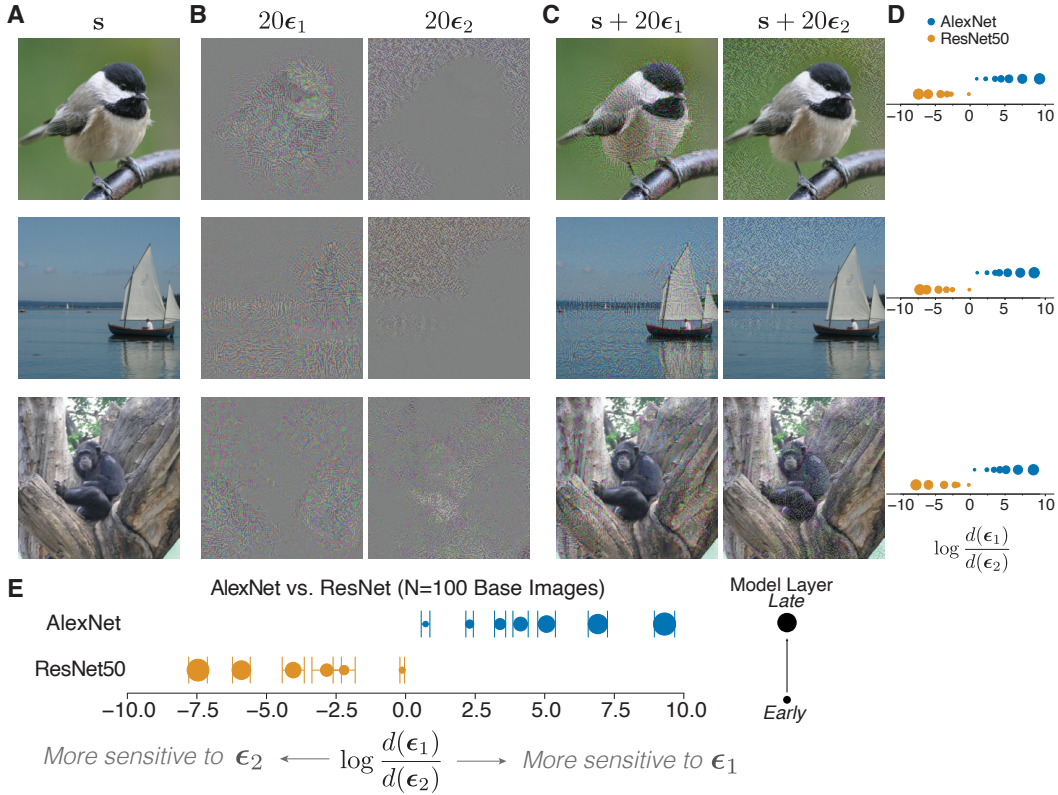 A
s
B
20ϵ₁
20ϵ₂
C
s + 20ϵ₁
s + 20ϵ₂
D
AlexNet
ResNet50
−10 −5 0 5 10
−10 −5 0 5 10
−10 −5 0 5 10
log d(ϵ₁)/d(ϵ₂)
E
AlexNet vs. ResNet (N=100 Base Images)
AlexNet
ResNet50
−10.0 −7.5 −5.0 −2.5 0.0 2.5 5.0 7.5 10.0
More sensitive to ϵ₂
log d(ϵ₁)/d(ϵ₂)
More sensitive to ϵ₁
Model Layer
Late
Early